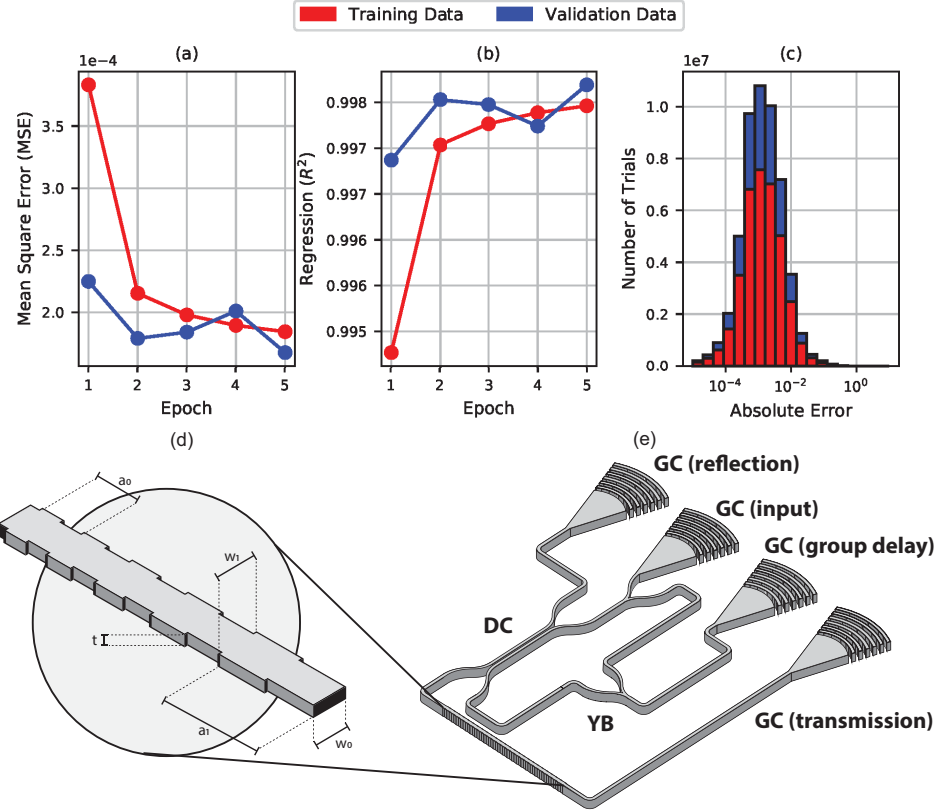 Training Data
Validation Data
(a)
1e−4
3.5
3.0
2.5
2.0
Mean Square Error (MSE)
1 2 3 4 5
Epoch
(b)
0.998
0.997
0.997
0.996
0.996
0.995
Regression (R²)
1 2 3 4 5
Epoch
(c)
1e7
1.0
0.8
0.6
0.4
0.2
0.0
Number of Trials
10⁻⁴ 10⁻² 10⁰
Absolute Error
(d)
a₀
w₁
t
a₁
w₀
(e)
GC (reflection)
GC (input)
GC (group delay)
DC
YB
GC (transmission)